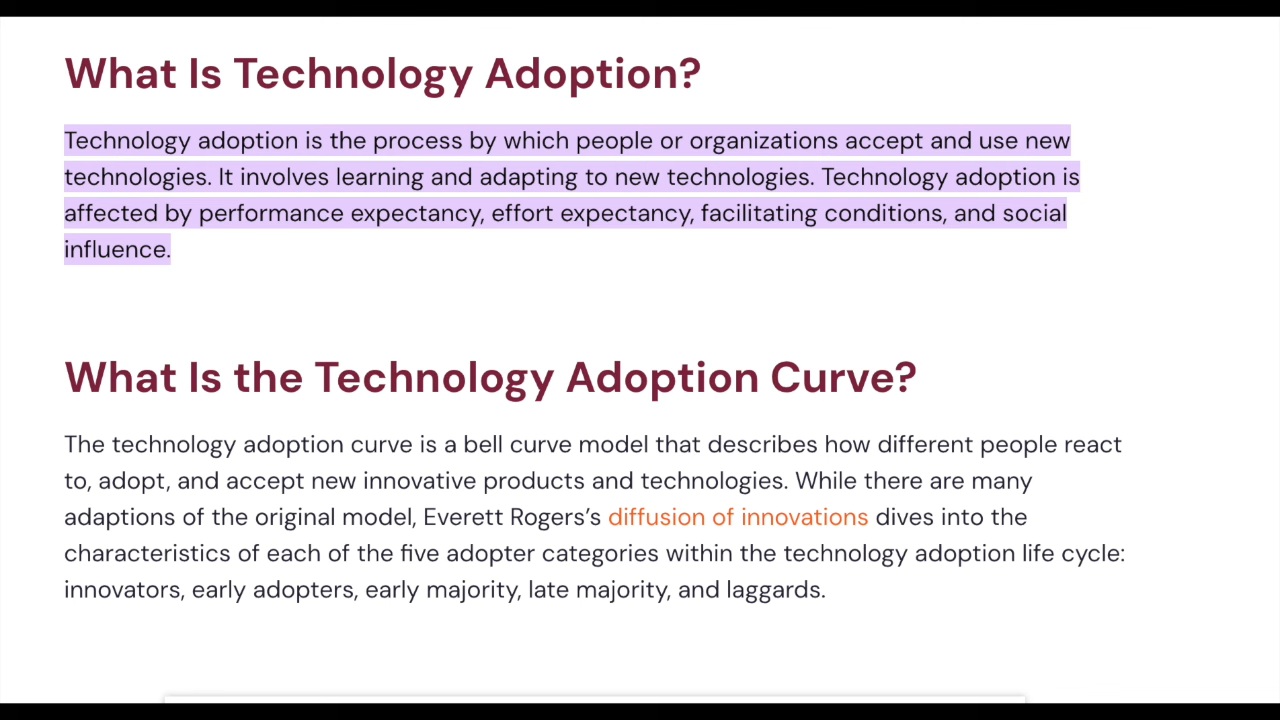 What Is Technology Adoption?
Technology adoption is the process by which people or organizations accept and use new
technologies. It involves learning and adapting to new technologies. Technology adoption is
affected by performance expectancy, effort expectancy, facilitating conditions, and social
influence.
What Is the Technology Adoption Curve?
The technology adoption curve is a bell curve model that describes how different people react
to, adopt, and accept new innovative products and technologies. While there are many
adaptions of the original model, Everett Rogers’s diffusion of innovations dives into the
characteristics of each of the five adopter categories within the technology adoption life cycle:
innovators, early adopters, early majority, late majority, and laggards.